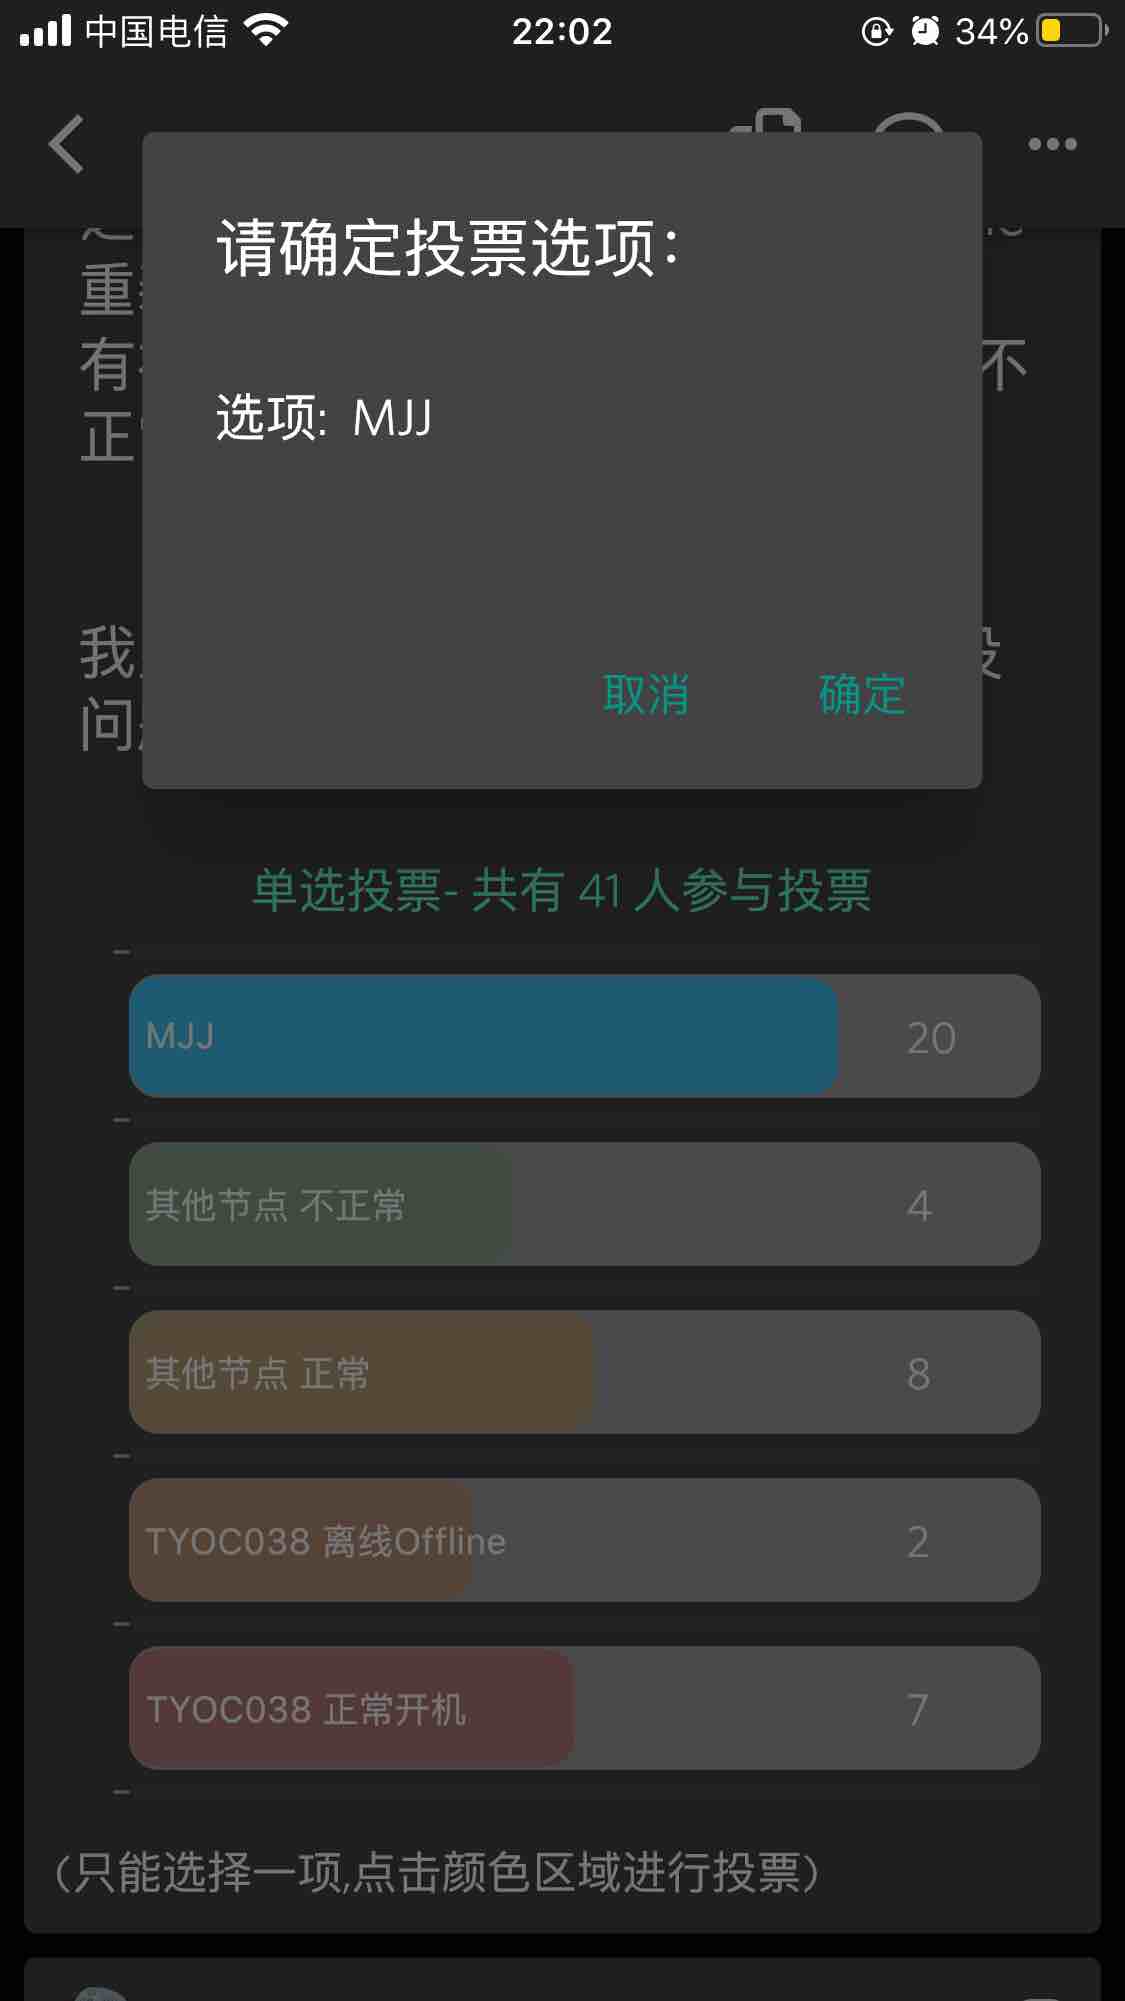 中国电信
22:02
34%
请确定投票选项：
选项: MJJ
取消 确定
重
有 不
正
我
问
单选投票- 共有 41 人参与投票
MJJ 20
其他节点 不正常 4
其他节点 正常 8
TYOC038 离线Offline 2
TYOC038 正常开机 7
(只能选择一项,点击颜色区域进行投票)